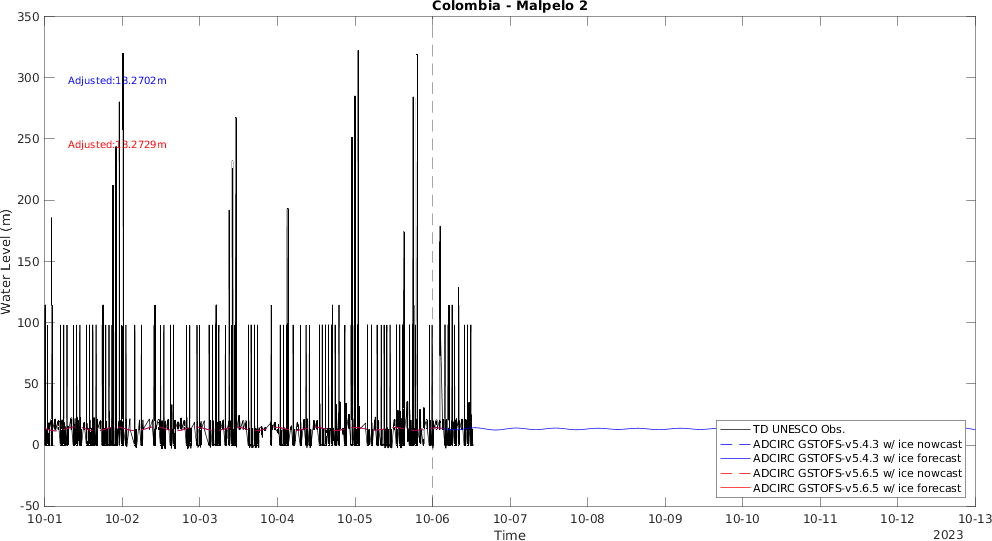 Colombia - Malpelo 2
350
300
250
200
150
100
50
0
-50
Water Level (m)
Adjusted:13.2702m
Adjusted:13.2729m
TD UNESCO Obs.
ADCIRC GSTOFS-v5.4.3 w/ ice nowcast
ADCIRC GSTOFS-v5.4.3 w/ ice forecast
ADCIRC GSTOFS-v5.6.5 w/ ice nowcast
ADCIRC GSTOFS-v5.6.5 w/ ice forecast
10-01 10-02 10-03 10-04 10-05 10-06 10-07 10-08 10-09 10-10 10-11 10-12 10-13
Time
2023